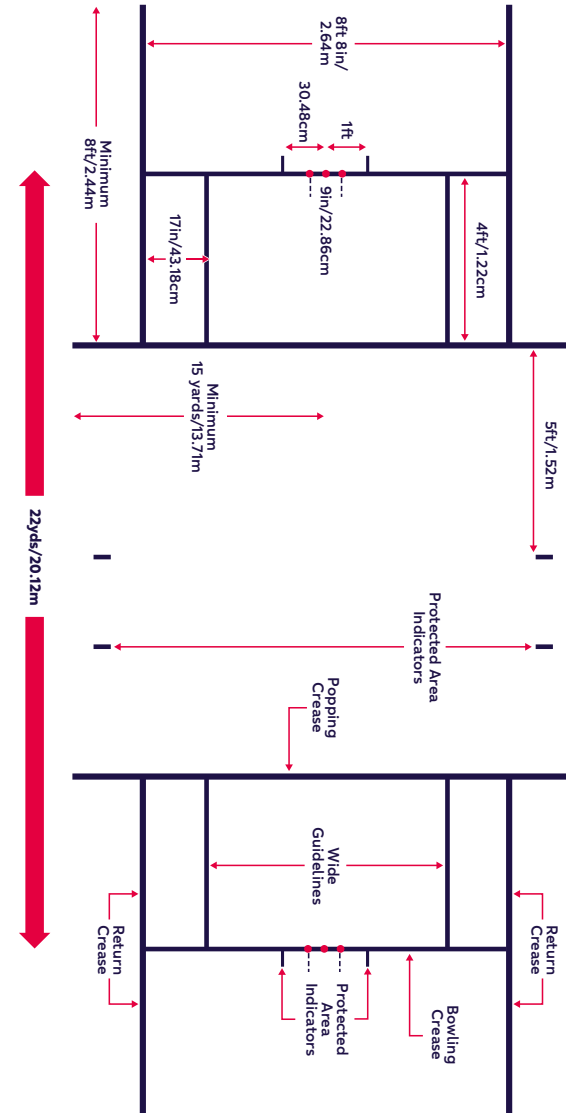 8ft 8in/
2.64m
30.48cm
1ft
9in/22.86cm
Minimum
8ft/2.44m
17in/43.18cm
4ft/1.22cm
Minimum
15 yards/13.71m
5ft/1.52m
22yds/20.12m
Protected Area
Indicators
Popping
Crease
Wide
Guidelines
Return
Crease
Return
Crease
Protected
Area
Indicators
Bowling
Crease